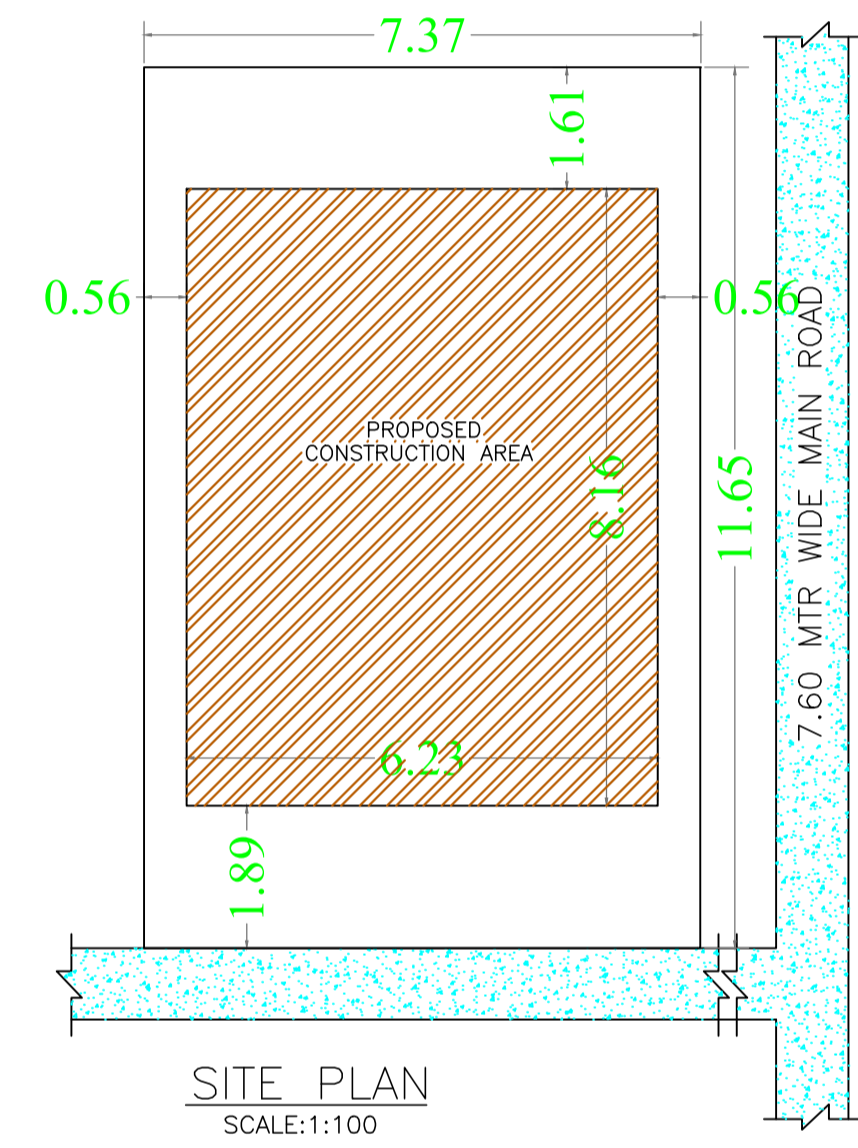 7.37
1.61
0.56
0.56
PROPOSED
CONSTRUCTION AREA
8.16
11.65
7.60 MTR WIDE MAIN ROAD
6.23
1.89
SITE PLAN
SCALE:1:100